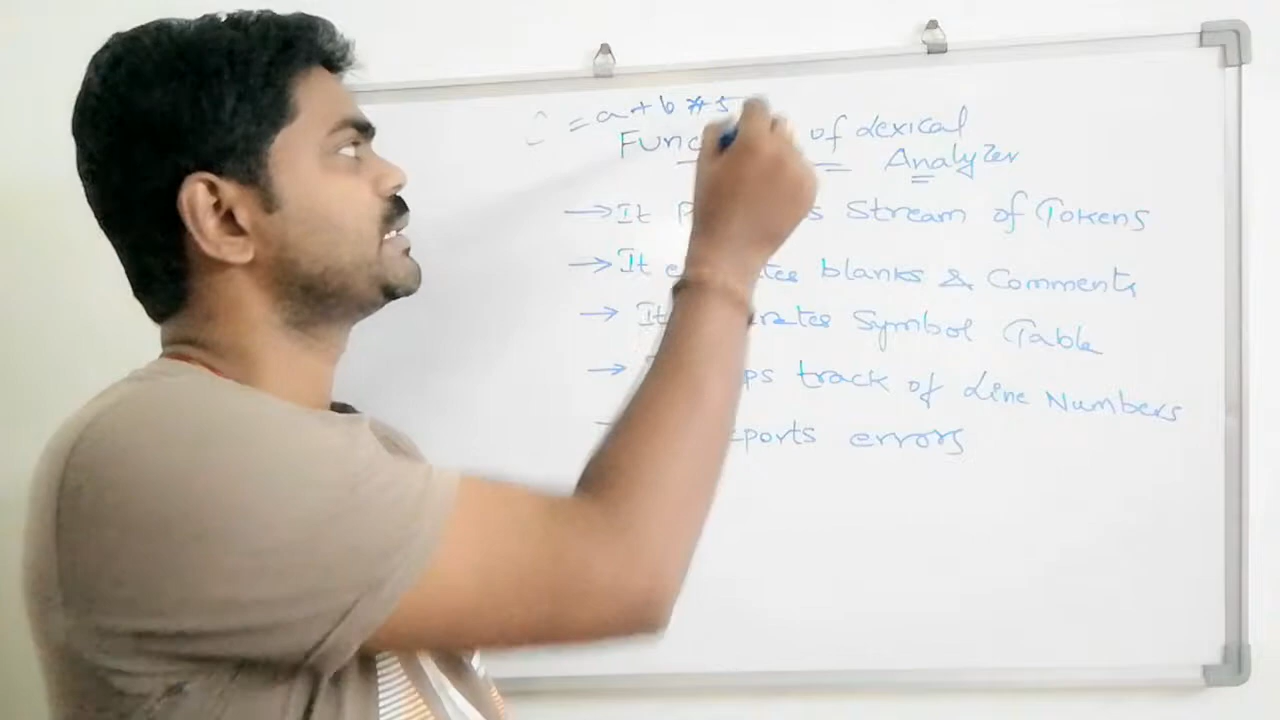 c = a + b * 5
of Lexical
Analyzer
→ It Stream of Tokens
→ It blanks & Comments
→ It Symbol Table
→ track of Line Numbers
errors